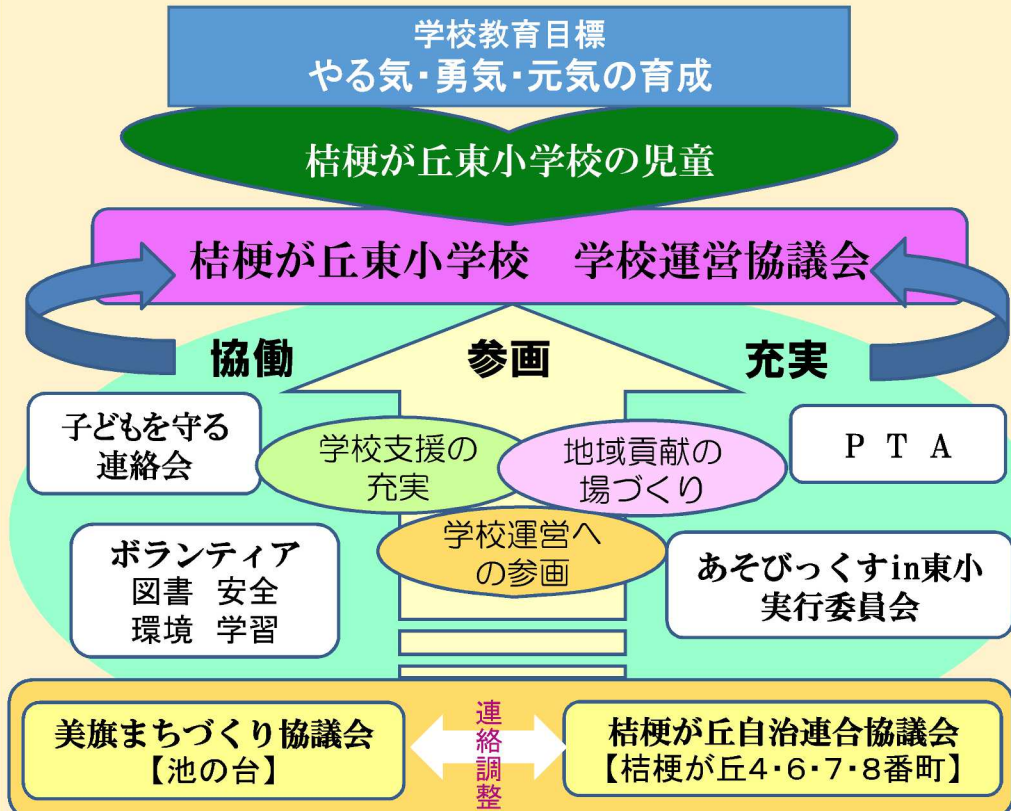 学校教育目標
やる気・勇気・元気の育成
桔梗が丘東小学校の児童
桔梗が丘東小学校　学校運営協議会
協働
参画
充実
子どもを守る
連絡会
学校支援の
充実
地域貢献の
場づくり
ＰＴＡ
学校運営へ
の参画
ボランティア
図書　安全
環境　学習
あそびっくすin東小
実行委員会
美旗まちづくり協議会
【池の台】
連絡調整
桔梗が丘自治連合協議会
【桔梗が丘4・6・7・8番町】